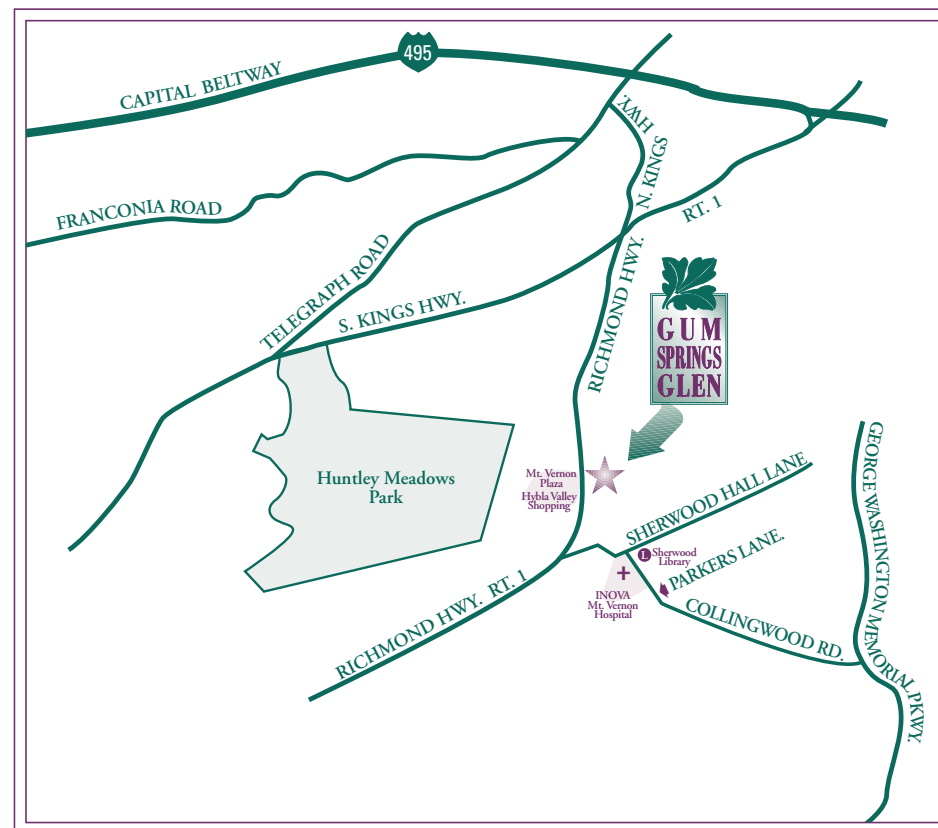 495
CAPITAL BELTWAY
N. KINGS HWY.
FRANCONIA ROAD
RT. 1
TELEGRAPH ROAD
S. KINGS HWY.
RICHMOND HWY.
GUM
SPRINGS
GLEN
Huntley Meadows
Park
Mt. Vernon
Plaza
Hybla Valley
Shopping
SHERWOOD HALL LANE
GEORGE WASHINGTON MEMORIAL PKWY.
L
Sherwood
Library
PARKERS LANE.
INOVA
Mt. Vernon
Hospital
COLLINGWOOD RD.
RICHMOND HWY. RT. 1